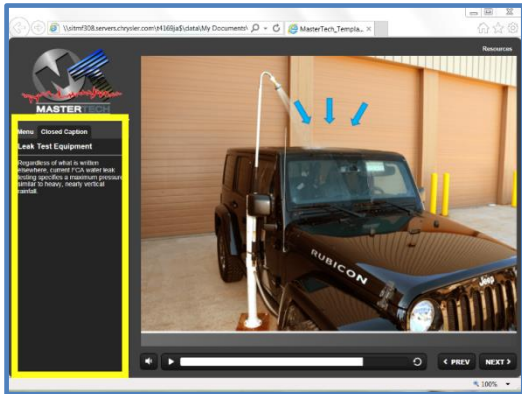 \\sitmf308.servers.chrysler.com\t4169ja$\data\My Documents\
MasterTech_Templa...
Resources
MASTERTECH
Menu Closed Caption
Leak Test Equipment
Regardless of what is written
elsewhere, current FCA water leak
testing specifies a maximum pressure
similar to heavy, nearly vertical
rainfall.
RUBICON
Jeep
< PREV NEXT >
100%